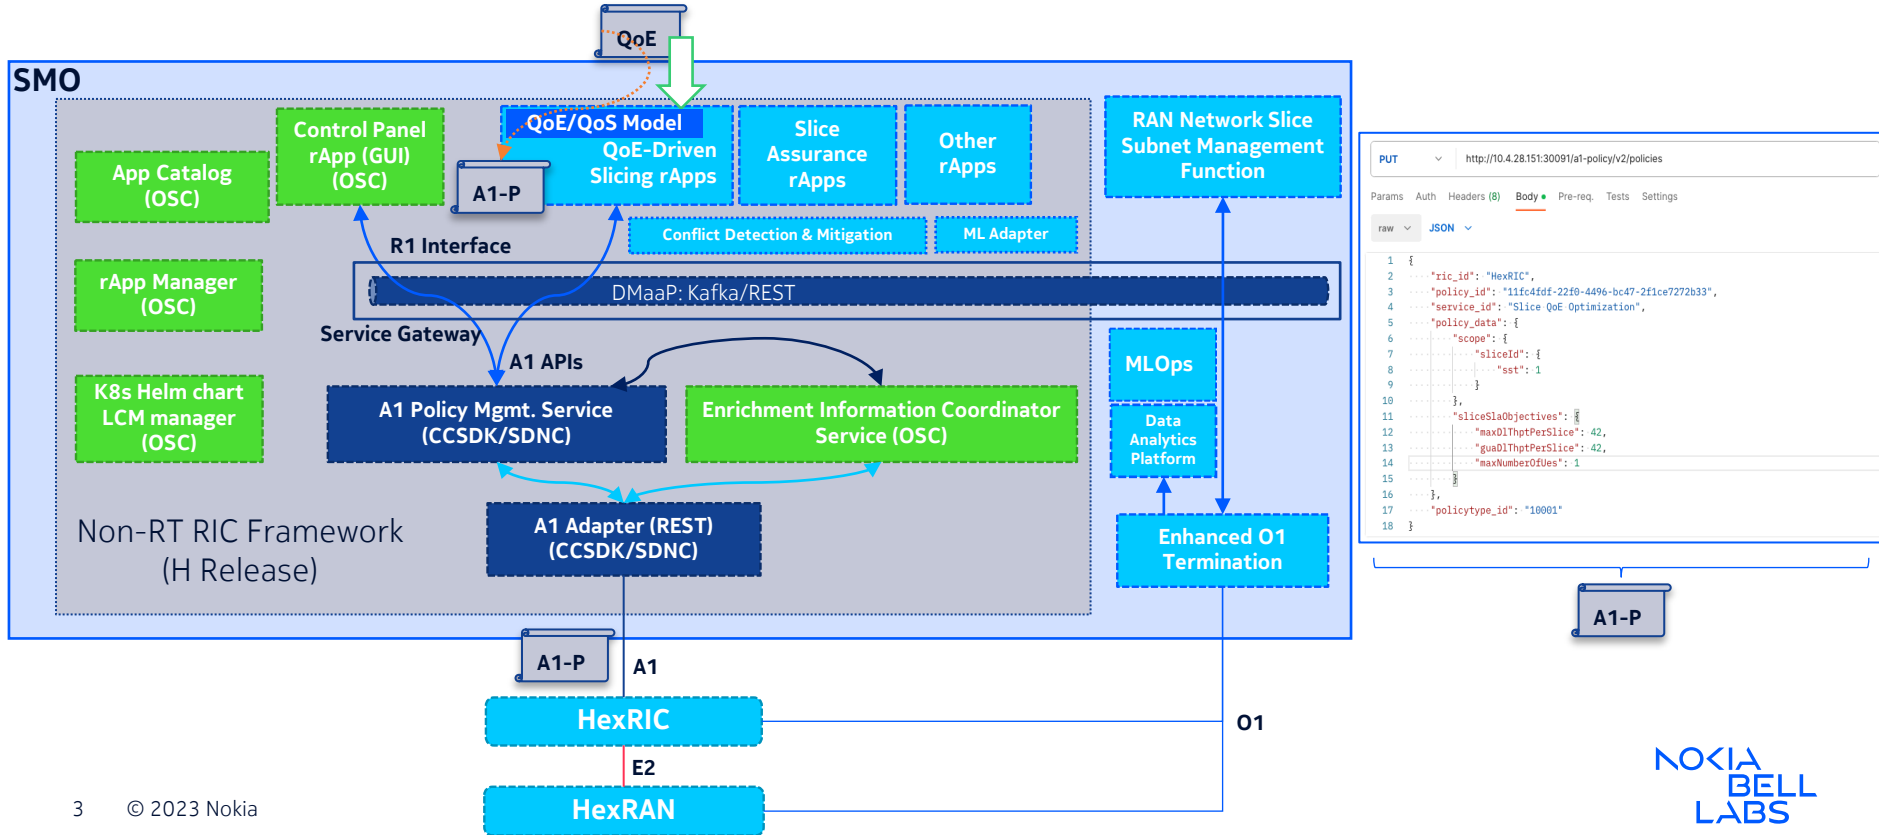 QoE
SMO
Control Panel
rApp (GUI)
(OSC)
QoE/QoS Model
QoE-Driven
Slicing rApps
A1-P
Slice
Assurance
rApps
Other
rApps
RAN Network Slice
Subnet Management
Function
App Catalog
(OSC)
Conflict Detection & Mitigation
ML Adapter
R1 Interface
rApp Manager
(OSC)
DMaaP: Kafka/REST
Service Gateway
A1 APIs
MLOps
K8s Helm chart
LCM manager
(OSC)
A1 Policy Mgmt. Service
(CCSDK/SDNC)
Enrichment Information Coordinator
Service (OSC)
Data
Analytics
Platform
Non-RT RIC Framework
(H Release)
A1 Adapter (REST)
(CCSDK/SDNC)
Enhanced O1
Termination
A1-P
A1
HexRIC
O1
E2
HexRAN
PUT http://10.4.28.151:30091/a1-policy/v2/policies
Params Auth Headers (8) Body Pre-req. Tests Settings
raw JSON
1 {
2 "ric_id": "HexRIC",
3 "policy_id": "11fc4fdf-22f0-4496-bc47-2f1ce7272b33",
4 "service_id": "Slice QoE Optimization",
5 "policy_data": {
6 "scope": {
7 "sliceId": {
8 "sst": 1
9 }
10 },
11 "sliceSlaObjectives": {
12 "maxDlThptPerSlice": 42,
13 "guaDlThptPerSlice": 42,
14 "maxNumberOfUes": 1
15 }
16 },
17 "policytype_id": "10001"
18 }
A1-P
3 © 2023 Nokia
NOKIA
BELL
LABS